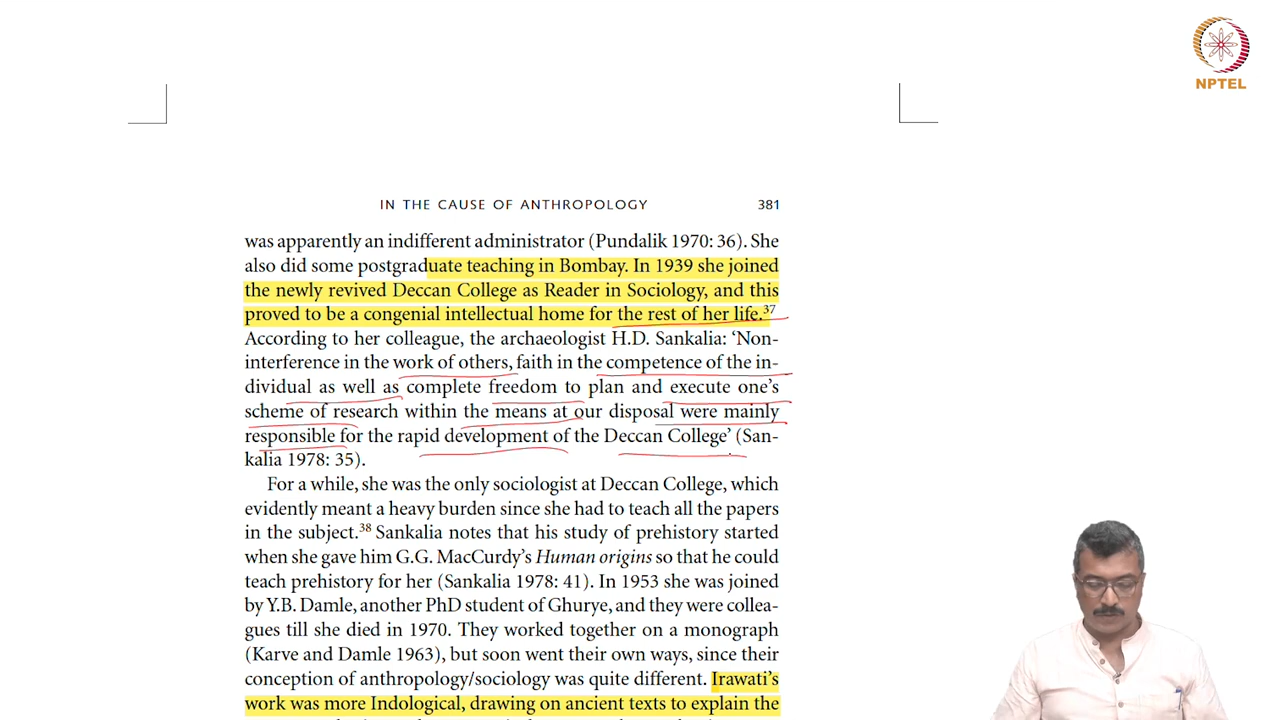 NPTEL
IN THE CAUSE OF ANTHROPOLOGY 381
was apparently an indifferent administrator (Pundalik 1970: 36). She
also did some postgraduate teaching in Bombay. In 1939 she joined
the newly revived Deccan College as Reader in Sociology, and this
proved to be a congenial intellectual home for the rest of her life.³⁷
According to her colleague, the archaeologist H.D. Sankalia: ‘Non-
interference in the work of others, faith in the competence of the in-
dividual as well as complete freedom to plan and execute one’s
scheme of research within the means at our disposal were mainly
responsible for the rapid development of the Deccan College’ (San-
kalia 1978: 35).
For a while, she was the only sociologist at Deccan College, which
evidently meant a heavy burden since she had to teach all the papers
in the subject.³⁸ Sankalia notes that his study of prehistory started
when she gave him G.G. MacCurdy’s Human origins so that he could
teach prehistory for her (Sankalia 1978: 41). In 1953 she was joined
by Y.B. Damle, another PhD student of Ghurye, and they were collea-
gues till she died in 1970. They worked together on a monograph
(Karve and Damle 1963), but soon went their own ways, since their
conception of anthropology/sociology was quite different. Irawati’s
work was more Indological, drawing on ancient texts to explain the